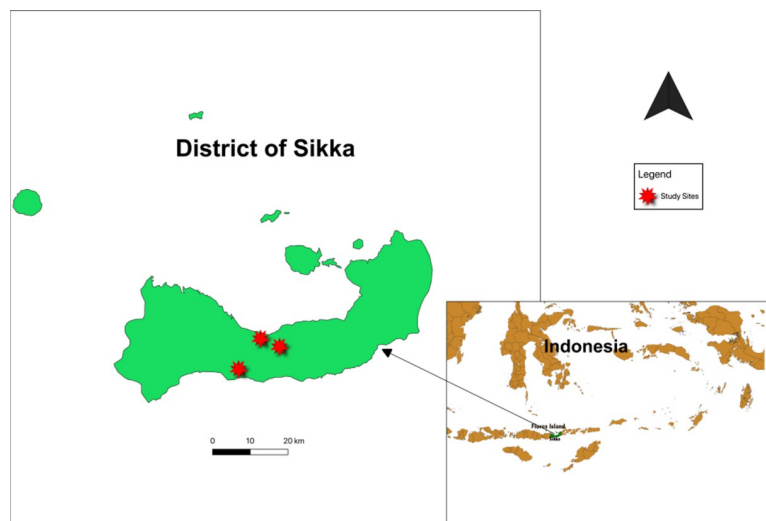 District of Sikka
Legend
Study Sites
Indonesia
Flores Island
Sikka
0 10 20 km